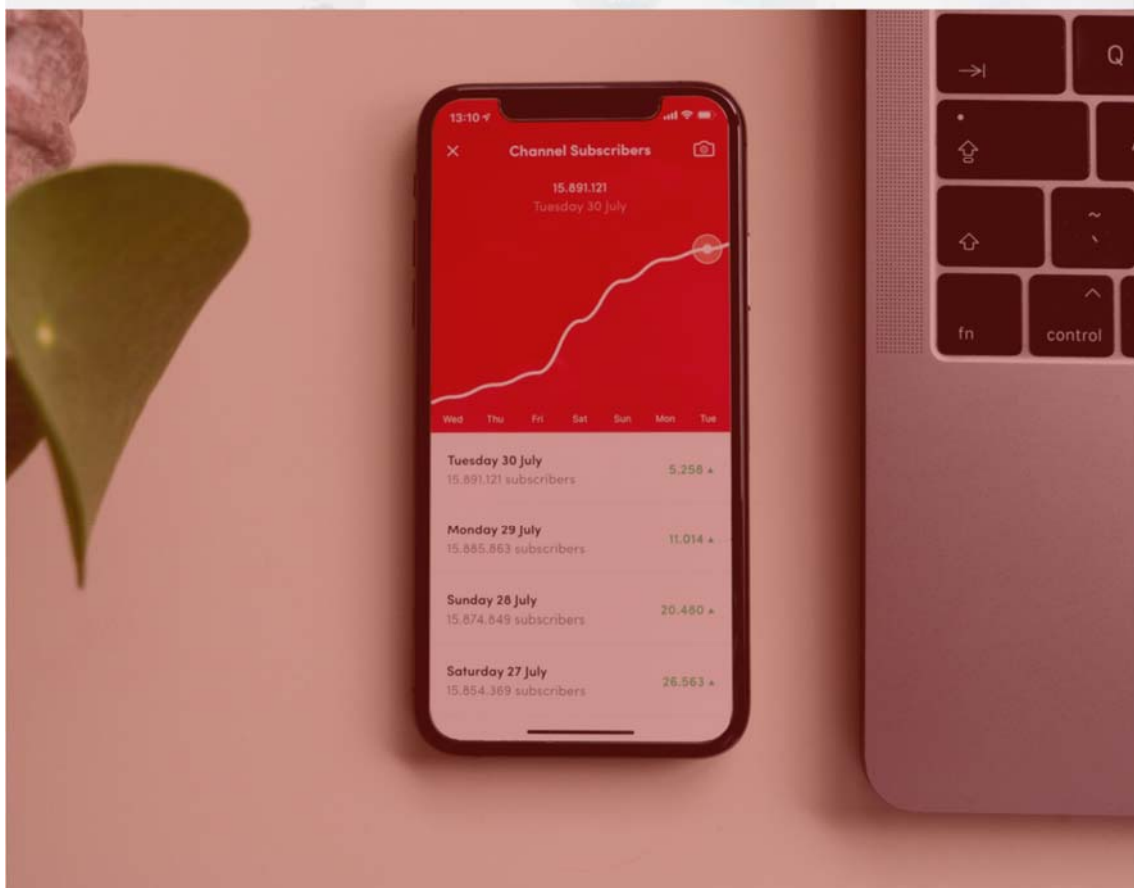 13:10
Channel Subscribers
15.891.121
Tuesday 30 July
Wed Thu Fri Sat Sun Mon Tue
Tuesday 30 July
15.891.121 subscribers
5.258 ▲
Monday 29 July
15.885.863 subscribers
11.014 ▲
Sunday 28 July
15.874.849 subscribers
20.480 ▲
Saturday 27 July
15.854.369 subscribers
26.563 ▲
Q
~
`
fn
control